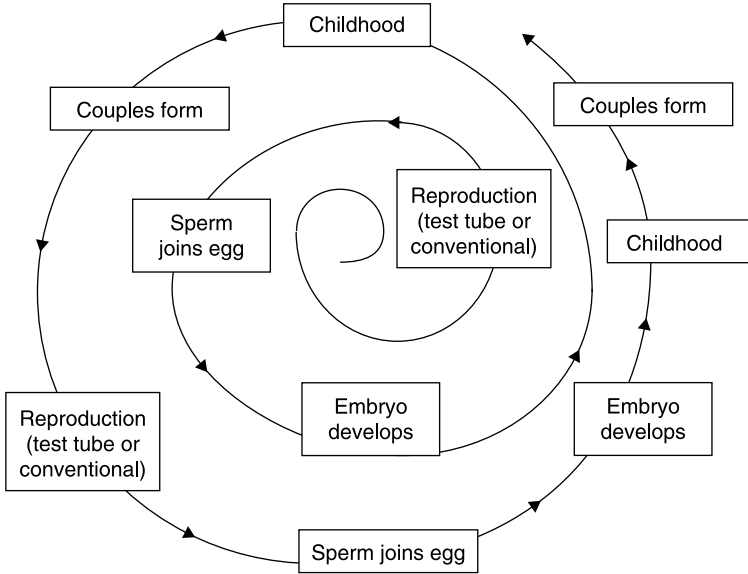 Childhood
Couples form
Couples form
Reproduction
(test tube or
conventional)
Sperm
joins egg
Childhood
Embryo
develops
Embryo
develops
Reproduction
(test tube or
conventional)
Sperm joins egg